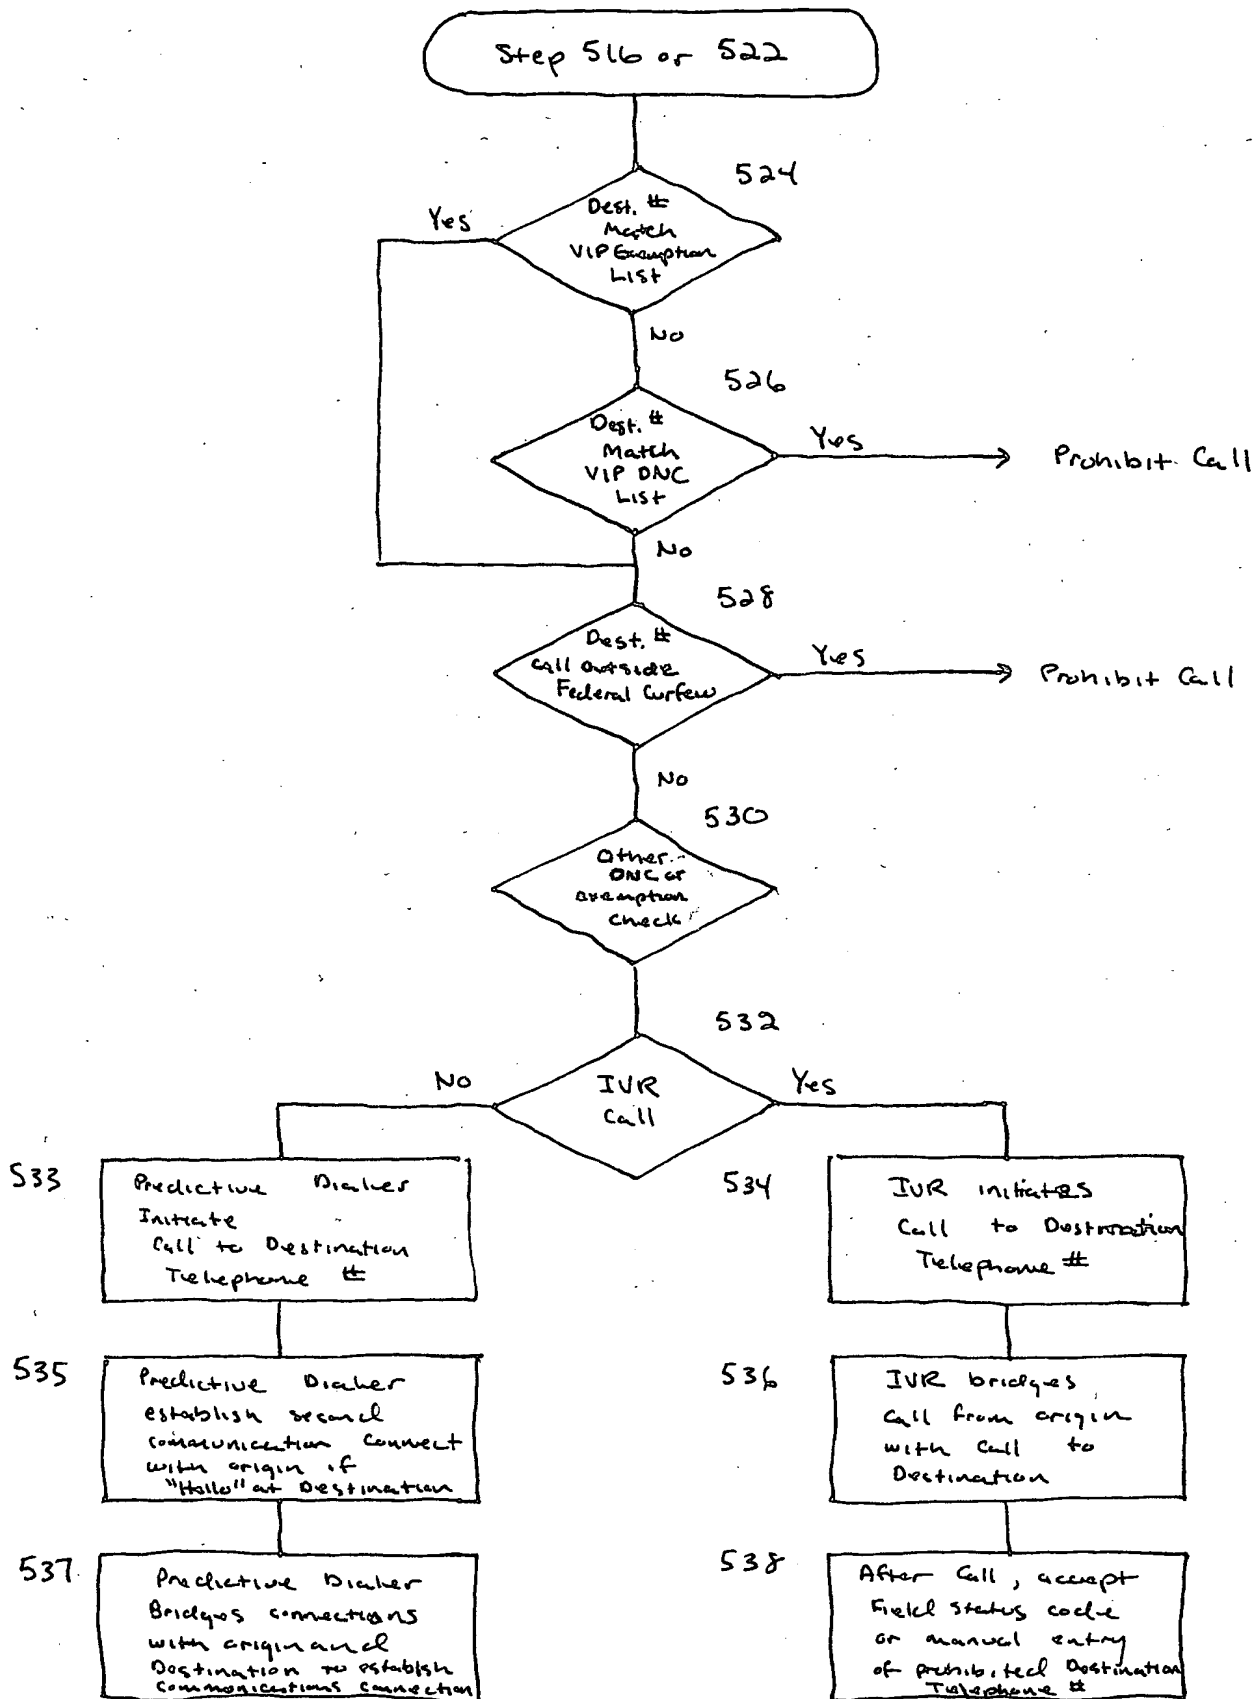 Step 516 or 522
524
Yes
Dest. #
Match
VIP Exemption
List
No
526
Dest. #
Match
VIP DNC
List
Yes
Prohibit Call
No
528
Dest. #
Call Outside
Federal Curfew
Yes
Prohibit Call
No
530
Other
DNC or
exemption
Check
532
No
IVR
Call
Yes
533
Predictive Dialer
Initiate
Call to Destination
Telephone #
534
IVR initiates
Call to Destination
Telephone #
535
Predictive Dialer
establish second
communication connect
with origin if
"Hello" at Destination
536
IVR bridges
call from origin
with call to
Destination
537
Predictive Dialer
Bridges connections
with origin and
Destination to establish
communications connection
538
After Call, accept
Field status code
or manual entry
of prohibited Destination
Telephone #